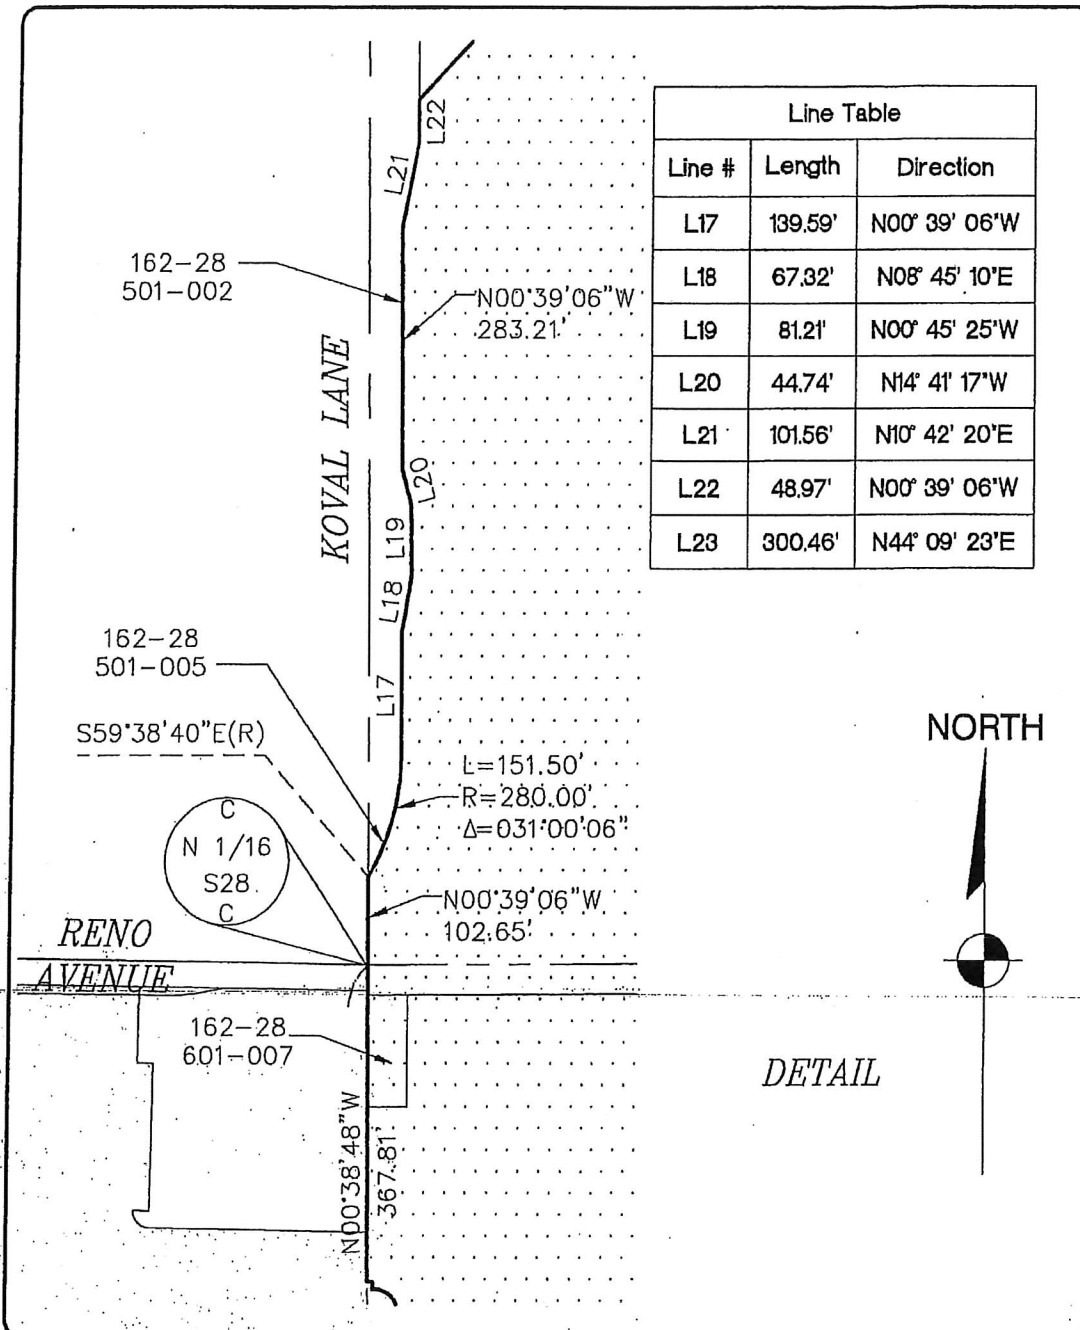 L22
L21
162-28
501-002
N00°39'06"W
283.21'
KOVAL LANE
L20
L19
L18
162-28
501-005
L17
S59°38'40"E(R)
L=151.50'
R=280.00'
Δ=031°00'06"
C
N 1/16
S28
C
N00°39'06"W
102.65'
RENO
AVENUE
162-28
601-007
N00°38'48"W
367.81'
Line Table
Line # Length Direction
L17 139.59' N00° 39' 06"W
L18 67.32' N08° 45' 10"E
L19 81.21' N00° 45' 25"W
L20 44.74' N14° 41' 17"W
L21 101.56' N10° 42' 20"E
L22 48.97' N00° 39' 06"W
L23 300.46' N44° 09' 23"E
NORTH
DETAIL